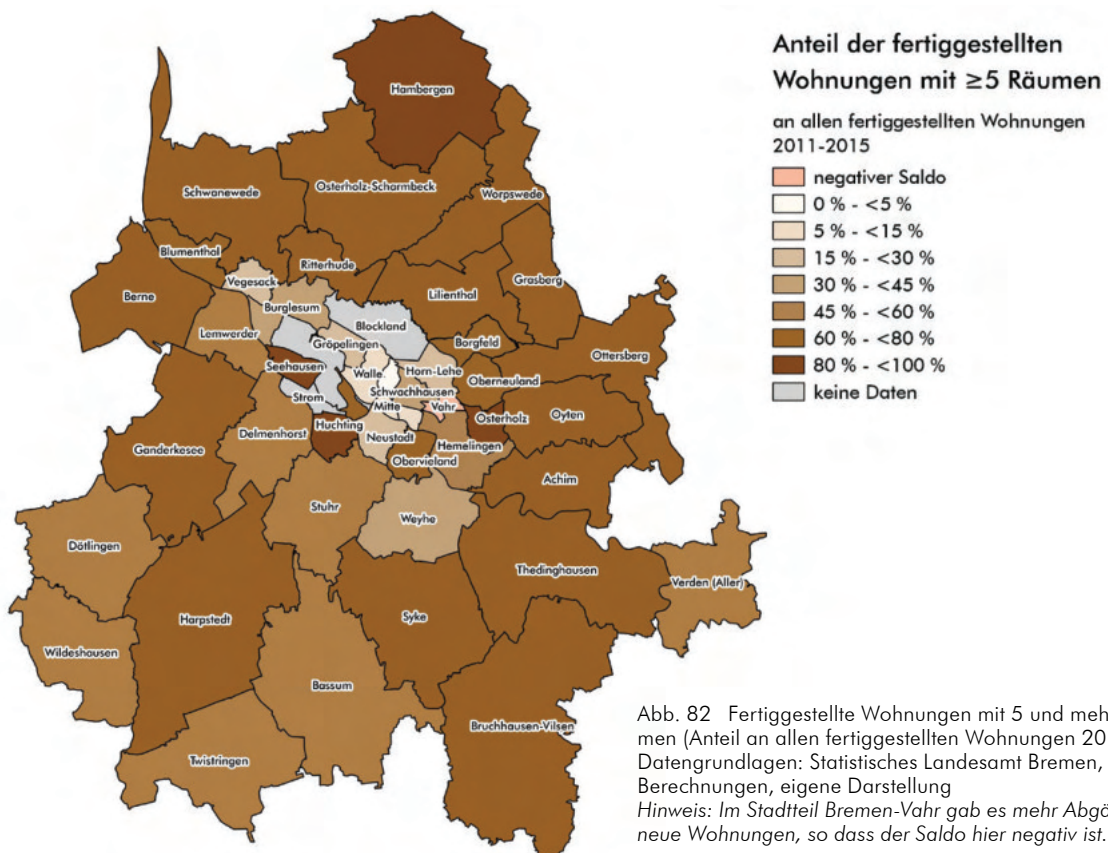 Anteil der fertiggestellten
Wohnungen mit ≥5 Räumen
an allen fertiggestellten Wohnungen
2011-2015
negativer Saldo
0 % - <5 %
5 % - <15 %
15 % - <30 %
30 % - <45 %
45 % - <60 %
60 % - <80 %
80 % - <100 %
keine Daten
Hambergen
Schwanewede
Osterholz-Scharmbeck
Worpswede
Blumenthal
Ritterhude
Vegesack
Grasberg
Berne
Lilienthal
Burglesum
Blockland
Lemwerder
Borgfeld
Gröpelingen
Ottersberg
Seehausen
Walle
Horn-Lehe
Oberneuland
Schwachhausen
Strom
Mitte
Vahr
Osterholz
Oyten
Huchting
Delmenhorst
Neustadt
Hemelingen
Ganderkesee
Obervieland
Achim
Stuhr
Weyhe
Dötlingen
Thedinghausen
Verden (Aller)
Harpstedt
Syke
Wildeshausen
Bassum
Bruchhausen-Vilsen
Twistringen
Abb. 82 Fertiggestellte Wohnungen mit 5 und meh
men (Anteil an allen fertiggestellten Wohnungen 20
Datengrundlagen: Statistisches Landesamt Bremen,
Berechnungen, eigene Darstellung
Hinweis: Im Stadtteil Bremen-Vahr gab es mehr Abgä
neue Wohnungen, so dass der Saldo hier negativ ist.